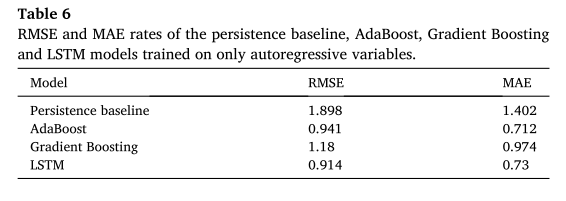 Table 6
RMSE and MAE rates of the persistence baseline, AdaBoost, Gradient Boosting
and LSTM models trained on only autoregressive variables.
Model RMSE MAE
Persistence baseline 1.898 1.402
AdaBoost 0.941 0.712
Gradient Boosting 1.18 0.974
LSTM 0.914 0.73